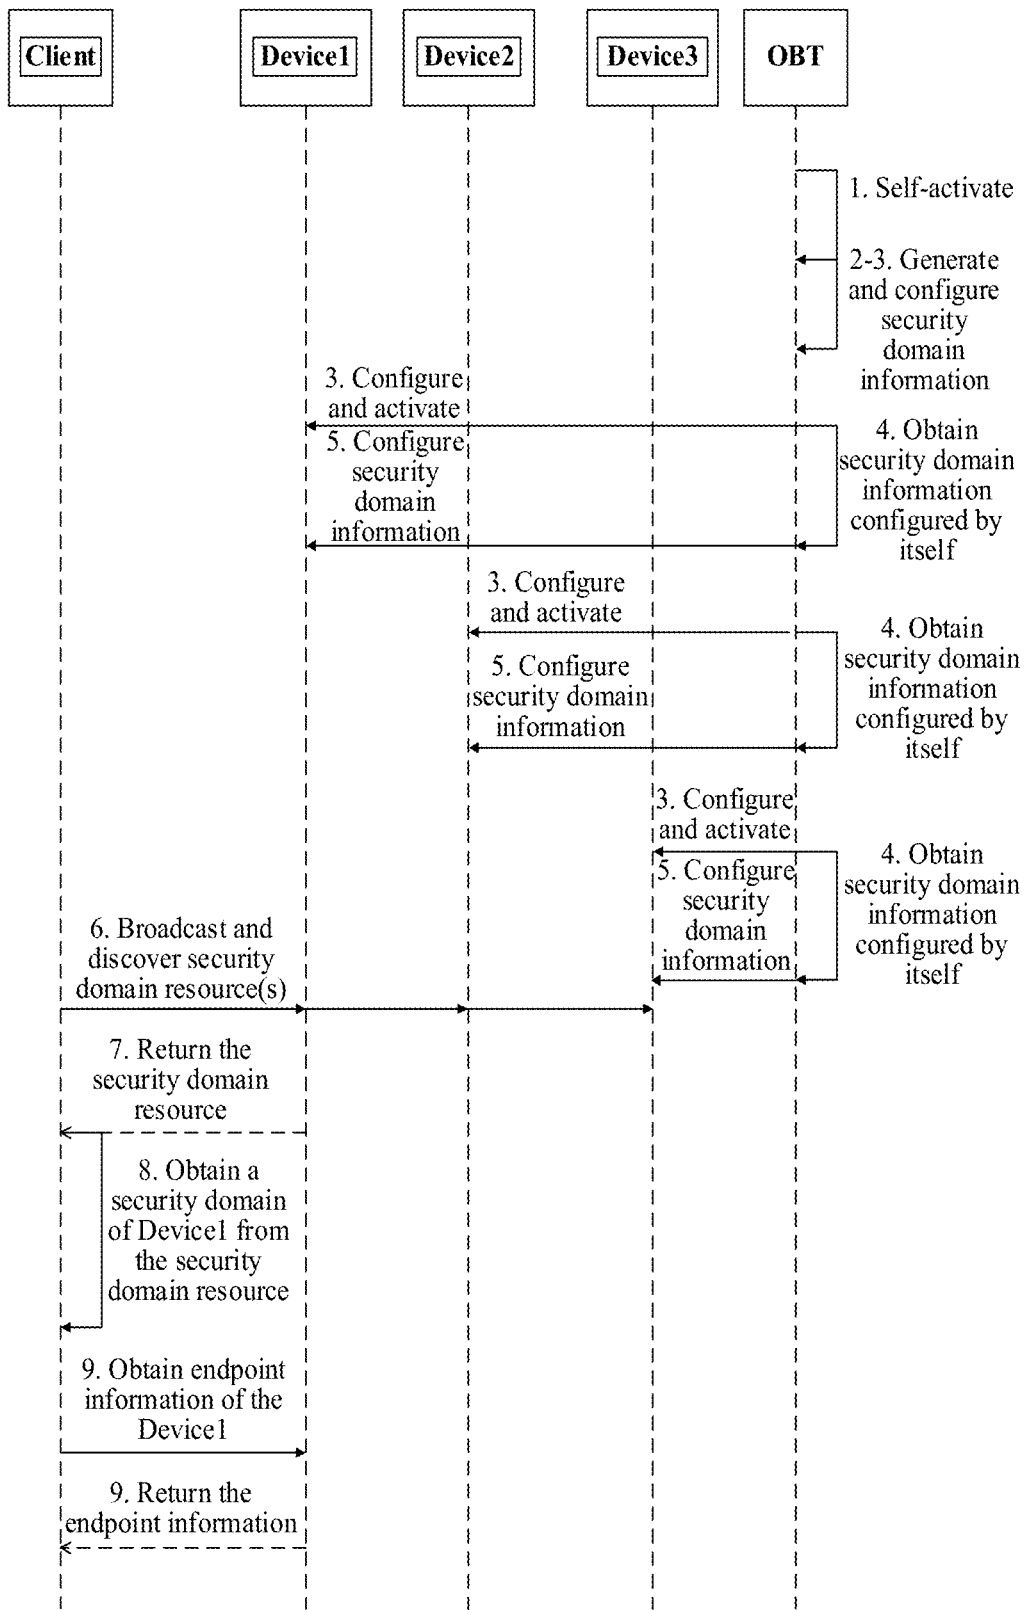 Client
Device1
Device2
Device3
OBT
1. Self-activate
2-3. Generate
and configure
security
domain
information
3. Configure
and activate
4. Obtain
security domain
information
configured by
itself
5. Configure
security
domain
information
3. Configure
and activate
4. Obtain
security domain
information
configured by
itself
5. Configure
security domain
information
3. Configure
and activate
4. Obtain
security domain
information
configured by
itself
5. Configure
security
domain
information
6. Broadcast and
discover security
domain resource(s)
7. Return the
security domain
resource
8. Obtain a
security domain
of Device1 from
the security
domain resource
9. Obtain endpoint
information of the
Device1
9. Return the
endpoint information